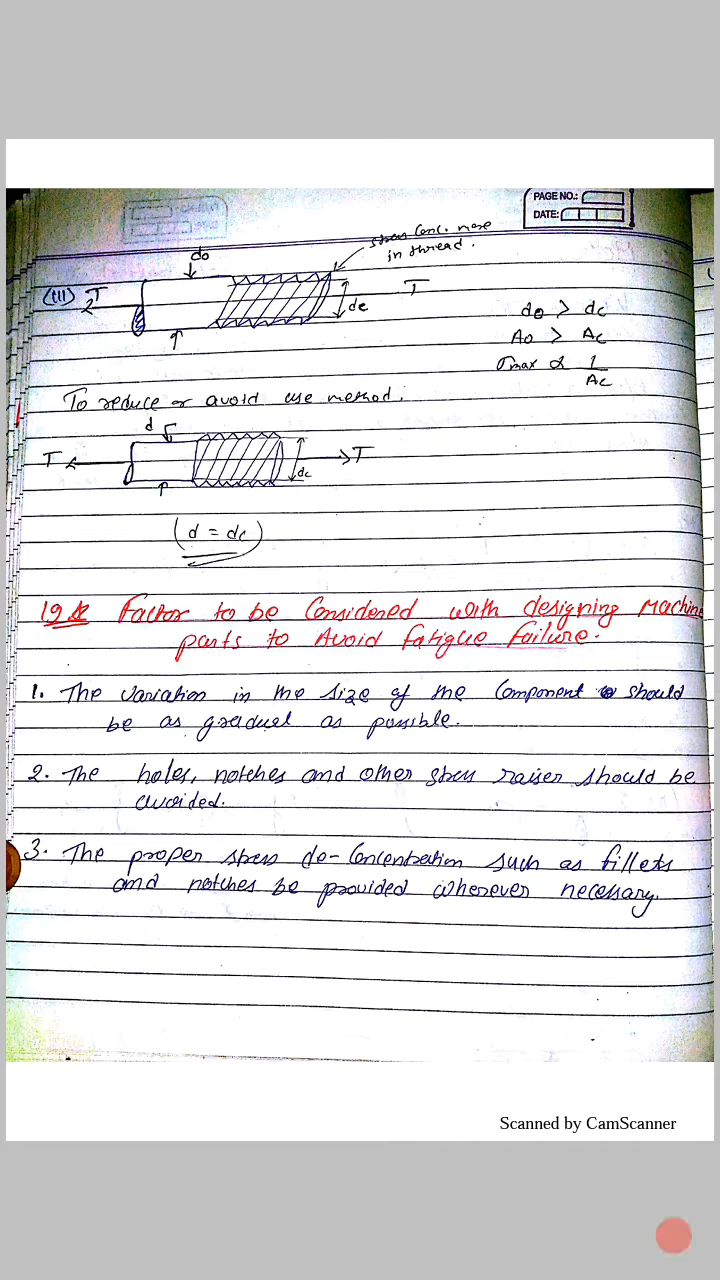 PAGE NO.:
DATE:
stress conc. more
in thread.
do
(III) T
T
dc
do > dc
Ao > Ac
σmax α 1/Ac
To reduce or avoid use method.
d
T
T
dc
(d = dc)
19 Factor to be Considered with designing Machine
parts to Avoid fatigue failure.
1. The variation in the size of the Component should
be as gradual as possible.
2. The holes, notches and other stress raiser should be
avoided.
3. The proper stress de-Concentration such as fillets
and notches be provided wherever necessary.
Scanned by CamScanner